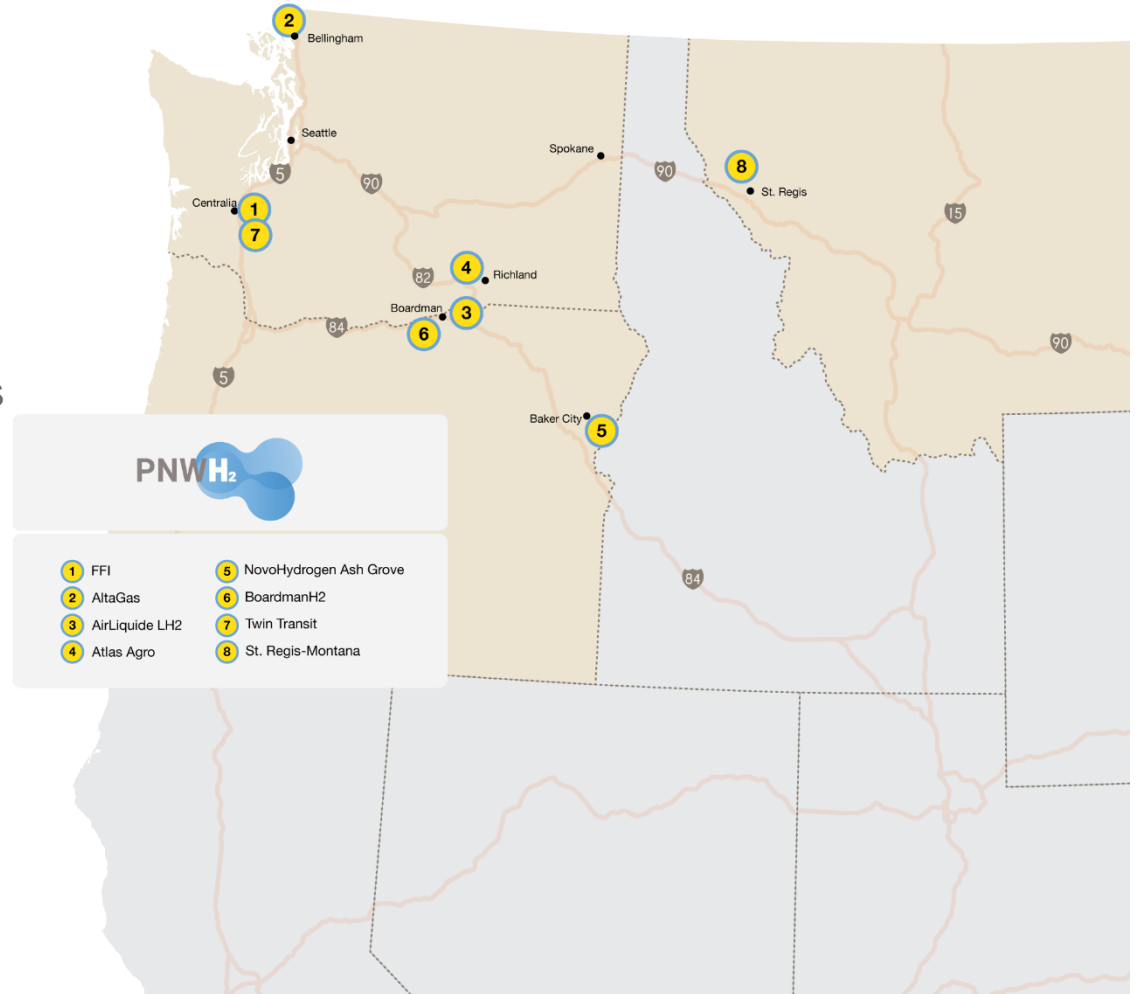 2
Bellingham
Seattle
Spokane
5
90
90
8
St. Regis
Centralia
1
15
7
4
Richland
82
Boardman
3
84
6
90
5
S
Baker City
5
PNWH₂
84
1 FFI
2 AltaGas
3 AirLiquide LH2
4 Atlas Agro
5 NovoHydrogen Ash Grove
6 BoardmanH2
7 Twin Transit
8 St. Regis-Montana